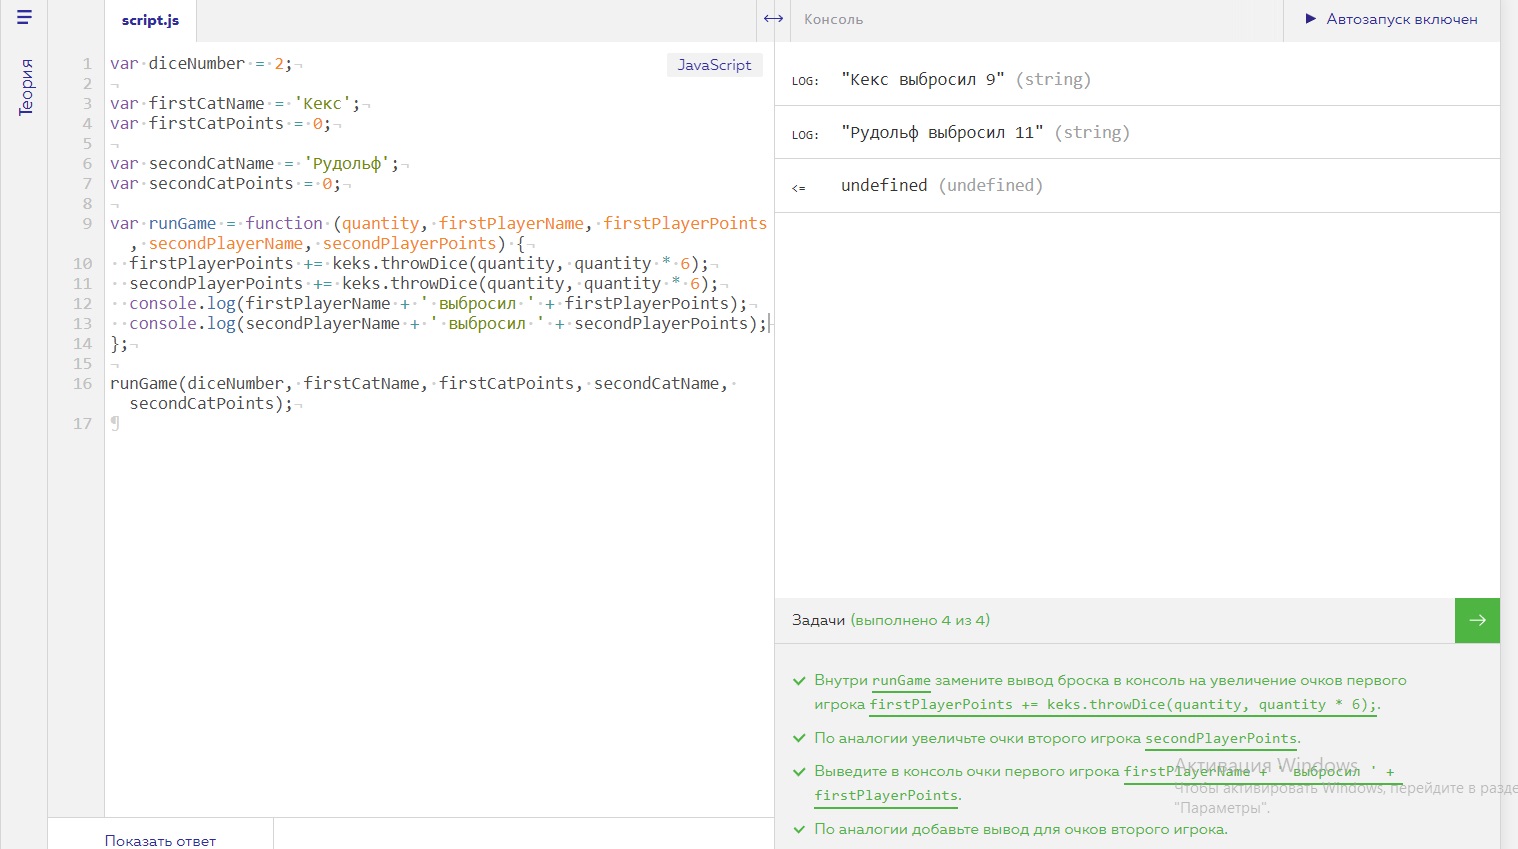 script.js
Консоль
Автозапуск включен
Теория
JavaScript
1 var diceNumber = 2;
2
3 var firstCatName = 'Кекс';
4 var firstCatPoints = 0;
5
6 var secondCatName = 'Рудольф';
7 var secondCatPoints = 0;
8
9 var runGame = function (quantity, firstPlayerName, firstPlayerPoints
, secondPlayerName, secondPlayerPoints) {
10 firstPlayerPoints += keks.throwDice(quantity, quantity * 6);
11 secondPlayerPoints += keks.throwDice(quantity, quantity * 6);
12 console.log(firstPlayerName + ' выбросил ' + firstPlayerPoints);
13 console.log(secondPlayerName + ' выбросил ' + secondPlayerPoints);
14 };
15
16 runGame(diceNumber, firstCatName, firstCatPoints, secondCatName,
secondCatPoints);
17
Показать ответ
LOG: "Кекс выбросил 9" (string)
LOG: "Рудольф выбросил 11" (string)
<= undefined (undefined)
Задачи (выполнено 4 из 4)
Внутри runGame замените вывод броска в консоль на увеличение очков первого
игрока firstPlayerPoints += keks.throwDice(quantity, quantity * 6);.
По аналогии увеличьте очки второго игрока secondPlayerPoints.
Выведите в консоль очки первого игрока firstPlayerName + ' выбросил ' +
firstPlayerPoints.
По аналогии добавьте вывод для очков второго игрока.
Активация Windows
Чтобы активировать Windows, перейдите в разде
"Параметры".